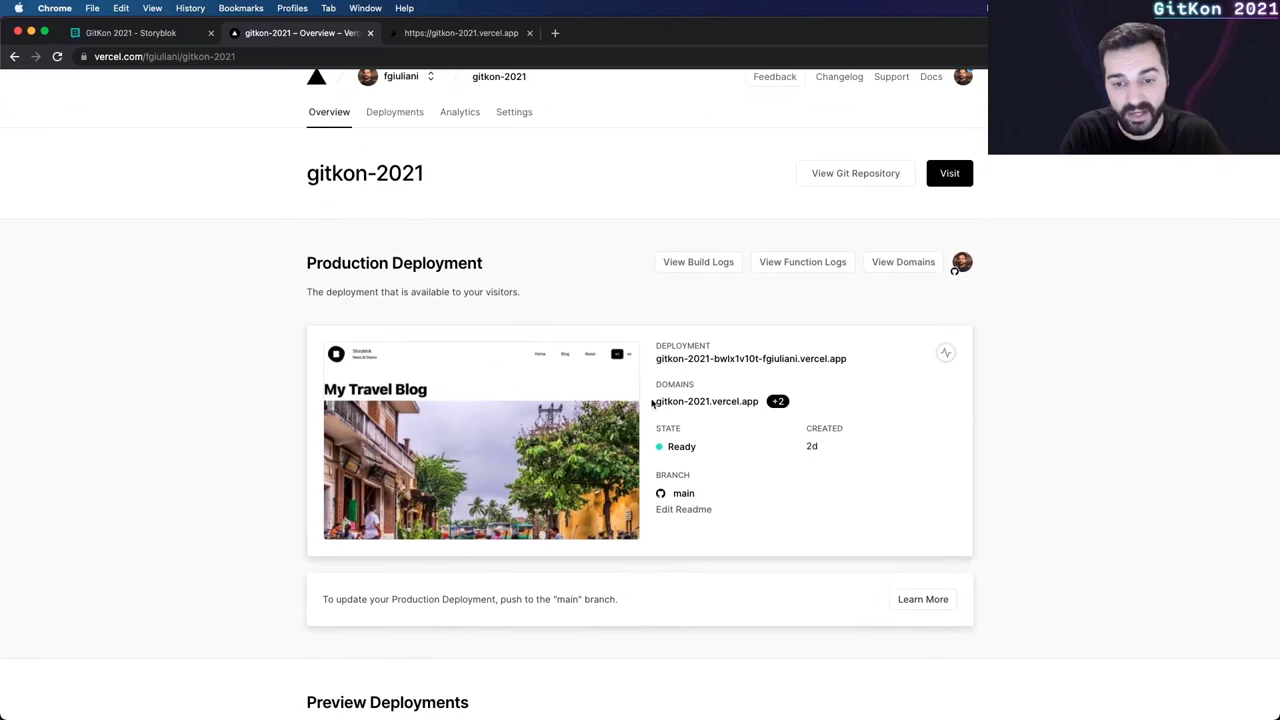 Chrome File Edit View History Bookmarks Profiles Tab Window Help
GitKon 2021
GitKon 2021 - Storyblok
gitkon-2021 – Overview – Verc
https://gitkon-2021.vercel.app
vercel.com/fgiuliani/gitkon-2021
fgiuliani
gitkon-2021
Feedback
Changelog
Support
Docs
Overview
Deployments
Analytics
Settings
gitkon-2021
View Git Repository
Visit
Production Deployment
View Build Logs
View Function Logs
View Domains
The deployment that is available to your visitors.
Storyblok
Home
Blog
About
My Travel Blog
DEPLOYMENT
gitkon-2021-bwlx1v10t-fgiuliani.vercel.app
DOMAINS
gitkon-2021.vercel.app +2
STATE
CREATED
Ready
2d
BRANCH
main
Edit Readme
To update your Production Deployment, push to the "main" branch.
Learn More
Preview Deployments